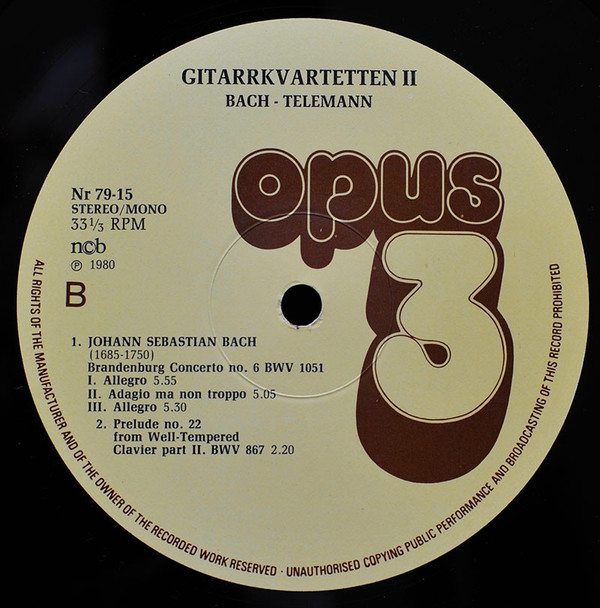 GITARRKVARTETTEN II
BACH - TELEMANN
opus
3
Nr 79-15
STEREO/MONO
33 1/3 RPM
ncb
℗ 1980
B
1. JOHANN SEBASTIAN BACH
(1685-1750)
Brandenburg Concerto no. 6 BWV 1051
I. Allegro 5.55
II. Adagio ma non troppo 5.05
III. Allegro 5.30
2. Prelude no. 22
from Well-Tempered
Clavier part II. BWV 867 2.20
ALL RIGHTS OF THE MANUFACTURER AND OF THE OWNER OF THE RECORDED WORK RESERVED · UNAUTHORISED COPYING PUBLIC PERFORMANCE AND BROADCASTING OF THIS RECORD PROHIBITED